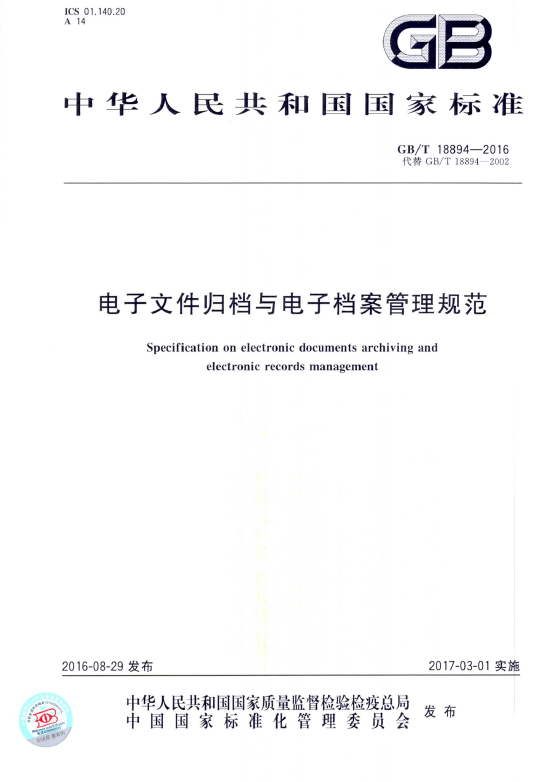 ICS 01.140.20
A 14
GB
中华人民共和国国家标准
GB/T 18894—2016
代替 GB/T 18894—2002
电子文件归档与电子档案管理规范
Specification on electronic documents archiving and
electronic records management
2016-08-29 发布
2017-03-01 实施
中华人民共和国国家质量监督检验检疫总局
中国国家标准化管理委员会
发布